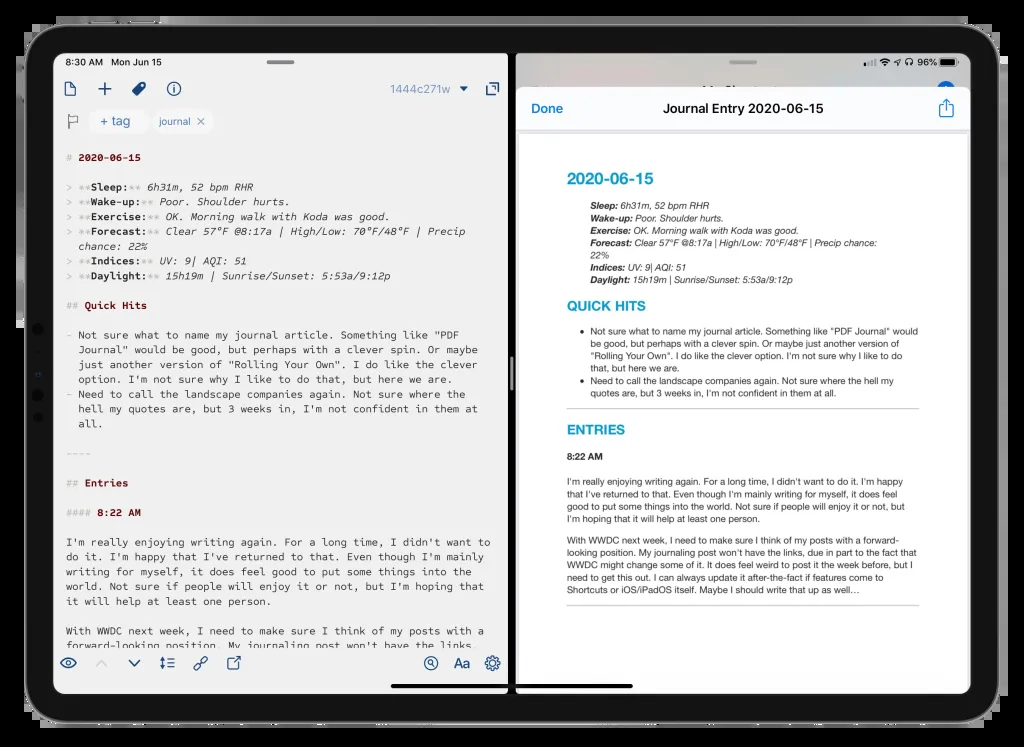 8:30 AM Mon Jun 15
1444c271w
+ tag
journal
# 2020-06-15
> **Sleep:** 6h31m, 52 bpm RHR
> **Wake-up:** Poor. Shoulder hurts.
> **Exercise:** OK. Morning walk with Koda was good.
> **Forecast:** Clear 57°F @8:17a | High/Low: 70°F/48°F | Precip
chance: 22%
> **Indices:** UV: 9| AQI: 51
> **Daylight:** 15h19m | Sunrise/Sunset: 5:53a/9:12p
## Quick Hits
- Not sure what to name my journal article. Something like "PDF
Journal" would be good, but perhaps with a clever spin. Or maybe
just another version of "Rolling Your Own". I do like the clever
option. I'm not sure why I like to do that, but here we are.
- Need to call the landscape companies again. Not sure where the
hell my quotes are, but 3 weeks in, I'm not confident in them at
all.
----
## Entries
#### 8:22 AM
I'm really enjoying writing again. For a long time, I didn't want to
do it. I'm happy that I've returned to that. Even though I'm mainly
writing for myself, it does feel good to put some things into the
world. Not sure if people will enjoy it or not, but I'm hoping that
it will help at least one person.
With WWDC next week, I need to make sure I think of my posts with a
forward-looking position. My journaling post won't have the links,
Aa
96%
Done
Journal Entry 2020-06-15
2020-06-15
Sleep: 6h31m, 52 bpm RHR
Wake-up: Poor. Shoulder hurts.
Exercise: OK. Morning walk with Koda was good.
Forecast: Clear 57°F @8:17a | High/Low: 70°F/48°F | Precip chance:
22%
Indices: UV: 9| AQI: 51
Daylight: 15h19m | Sunrise/Sunset: 5:53a/9:12p
QUICK HITS
• Not sure what to name my journal article. Something like "PDF Journal" would
be good, but perhaps with a clever spin. Or maybe just another version of
"Rolling Your Own". I do like the clever option. I'm not sure why I like to do
that, but here we are.
• Need to call the landscape companies again. Not sure where the hell my
quotes are, but 3 weeks in, I'm not confident in them at all.
ENTRIES
8:22 AM
I'm really enjoying writing again. For a long time, I didn't want to do it. I'm happy
that I've returned to that. Even though I'm mainly writing for myself, it does feel
good to put some things into the world. Not sure if people will enjoy it or not, but
I'm hoping that it will help at least one person.
With WWDC next week, I need to make sure I think of my posts with a forward-
looking position. My journaling post won't have the links, due in part to the fact that
WWDC might change some of it. It does feel weird to post it the week before, but I
need to get this out. I can always update it after-the-fact if features come to
Shortcuts or iOS/iPadOS itself. Maybe I should write that up as well…